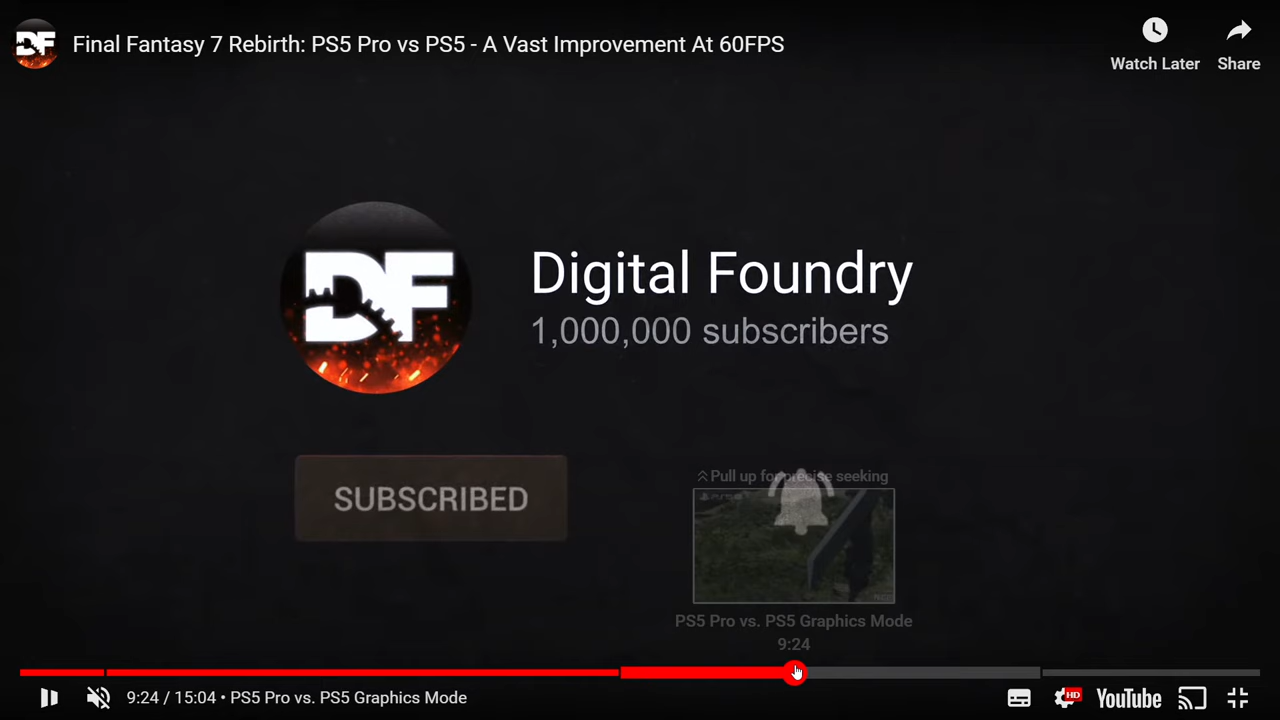 DF
Final Fantasy 7 Rebirth: PS5 Pro vs PS5 - A Vast Improvement At 60FPS
Watch Later
Share
DF
Digital Foundry
1,000,000 subscribers
SUBSCRIBED
Pull up for precise seeking
PS5 Pro vs. PS5 Graphics Mode
9:24
9:24 / 15:04 • PS5 Pro vs. PS5 Graphics Mode
HD
YouTube